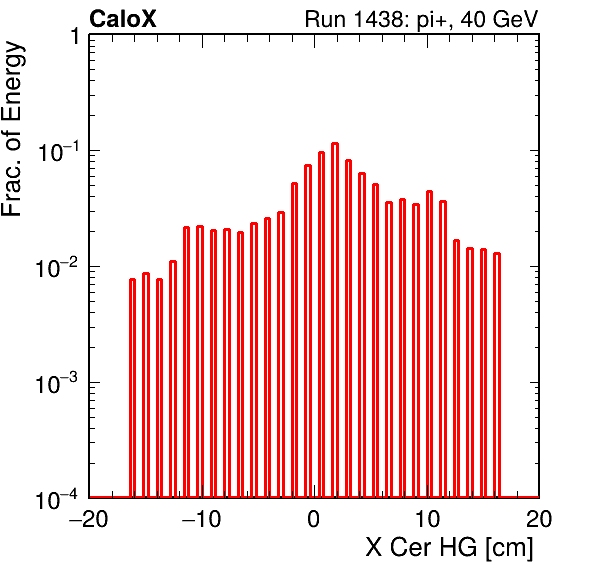 CaloX Run 1438: pi+, 40 GeV
Frac. of Energy
1
10⁻¹
10⁻²
10⁻³
10⁻⁴
−20 −10 0 10 20
X Cer HG [cm]